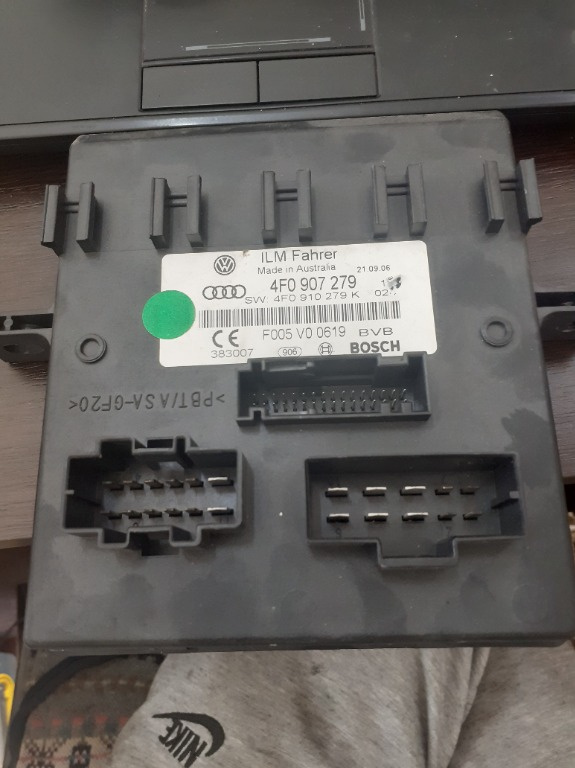 ILM Fahrer
Made in Australia 21.09.06
4F0 907 279
SW: 4F0 910 279 K
F005 V0 0619 BVB
CE 383007 906 BOSCH
>PBT/ASA-GF20<
NIKE